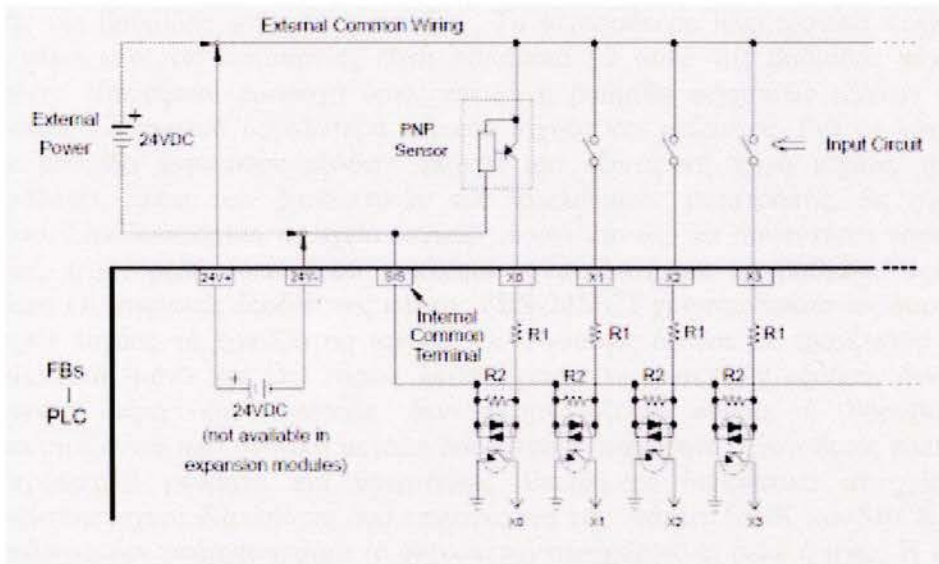 External Common Wiring
External
Power
24VDC
PNP
Sensor
Input Circuit
24V+
24V-
S/S
X0
X1
X2
X3
Internal
Common
Terminal
R1
R1
R1
R1
FBs
PLC
24VDC
(not available in
expansion modules)
R2
R2
R2
R2
X0
X1
X2
X3